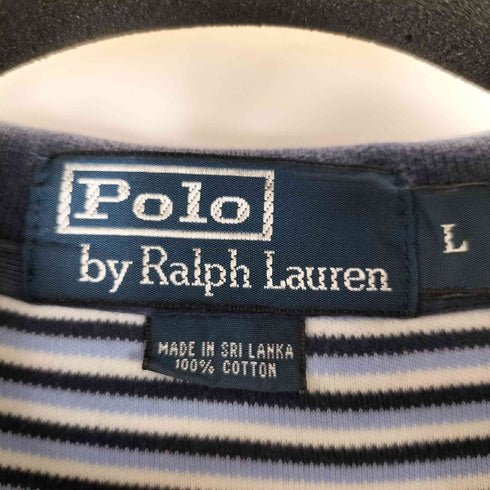 Polo
by Ralph Lauren
L
MADE IN SRI LANKA
100% COTTON